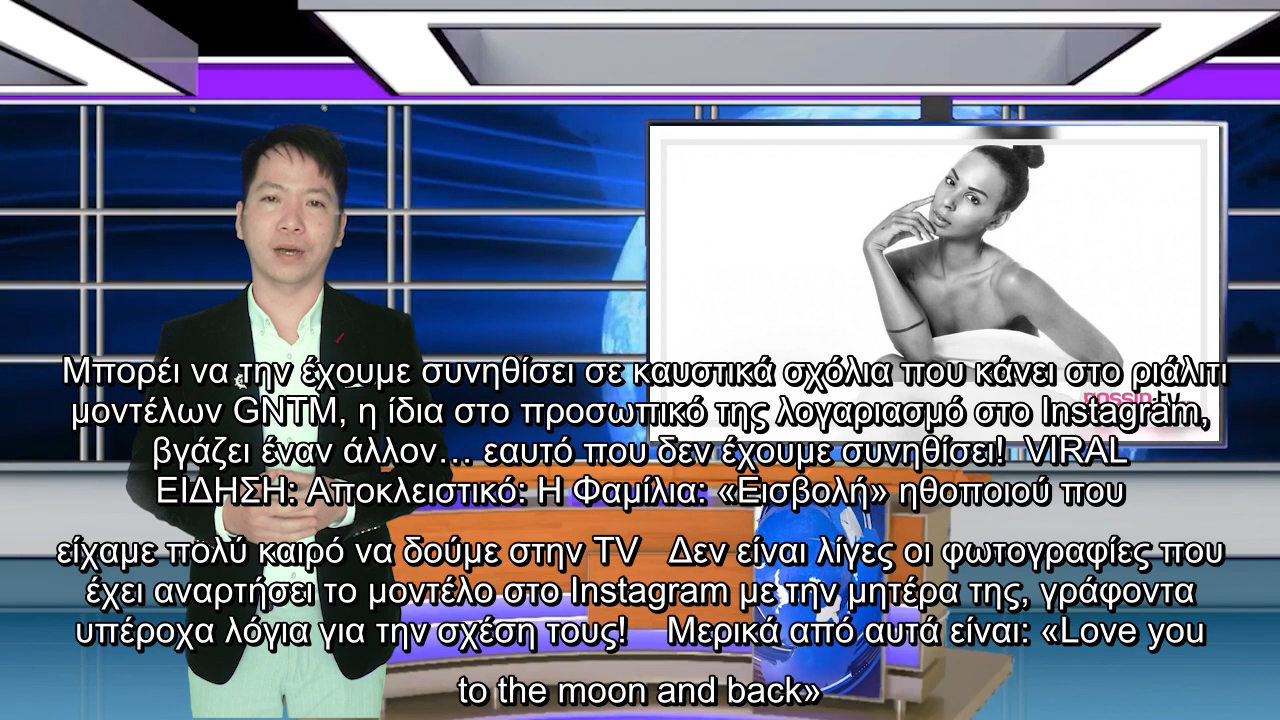 Μπορέι να την έχουμε συνηθίσει σε καυστικά σχόλια που κάνει στο ριάλιτι
μοντέλων GNTM, η ίδια στο προσωπικό της λογαριασμό στο Instagram,
βγάζει έναν άλλον… εαυτό που δεν έχουμε συνηθίσει! VIRAL
ΕΙΔΗΣΗ: Αποκλειστικό: Η Φαμίλια: «Εισβολή» ηθοποιού που
είχαμε πολύ καιρό να δούμε στην TV Δεν είναι λίγες οι φωτογραφίες που
έχει αναρτήσει το μοντέλο στο Instagram με την μητέρα της, γράφοντα
υπέροχα λόγια για την σχέση τους! Μερικά από αυτά είναι: «Love you
to the moon and back»